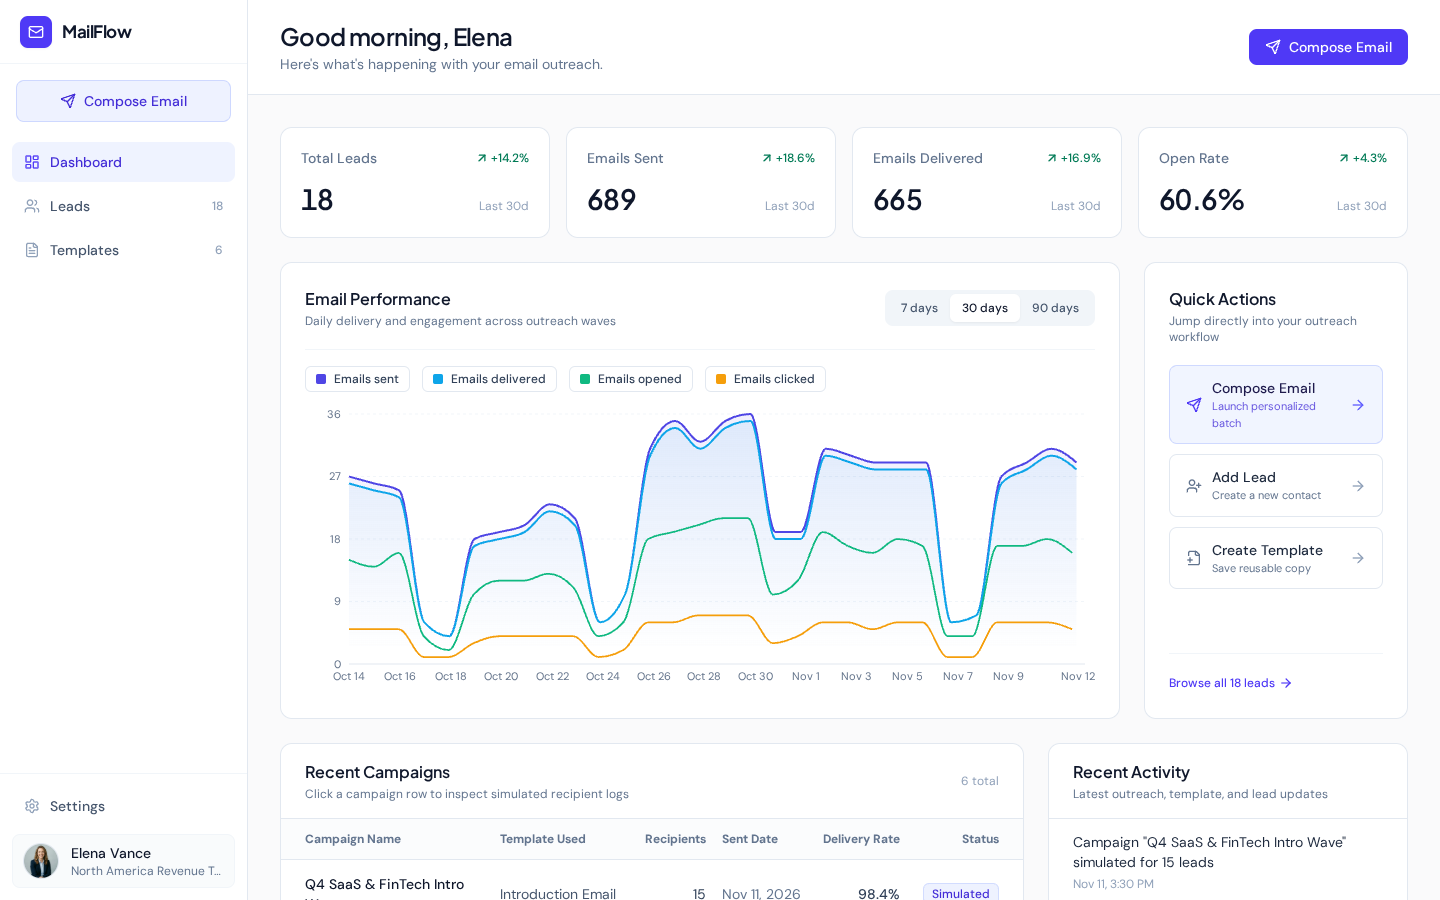 MailFlow
Compose Email
Dashboard
Leads 18
Templates 6
Settings
Elena Vance
North America Revenue T...
Good morning, Elena
Here's what's happening with your email outreach.
Compose Email
Total Leads +14.2%
18 Last 30d
Emails Sent +18.6%
689 Last 30d
Emails Delivered +16.9%
665 Last 30d
Open Rate +4.3%
60.6% Last 30d
Email Performance
Daily delivery and engagement across outreach waves
7 days 30 days 90 days
Emails sent Emails delivered Emails opened Emails clicked
36
27
18
9
0
Oct 14 Oct 16 Oct 18 Oct 20 Oct 22 Oct 24 Oct 26 Oct 28 Oct 30 Nov 1 Nov 3 Nov 5 Nov 7 Nov 9 Nov 12
Quick Actions
Jump directly into your outreach
workflow
Compose Email
Launch personalized
batch
Add Lead
Create a new contact
Create Template
Save reusable copy
Browse all 18 leads
Recent Campaigns
Click a campaign row to inspect simulated recipient logs
6 total
Campaign Name Template Used Recipients Sent Date Delivery Rate Status
Q4 SaaS & FinTech Intro
Introduction Email 15 Nov 11, 2026 98.4% Simulated
Recent Activity
Latest outreach, template, and lead updates
Campaign "Q4 SaaS & FinTech Intro Wave"
simulated for 15 leads
Nov 11, 3:30 PM